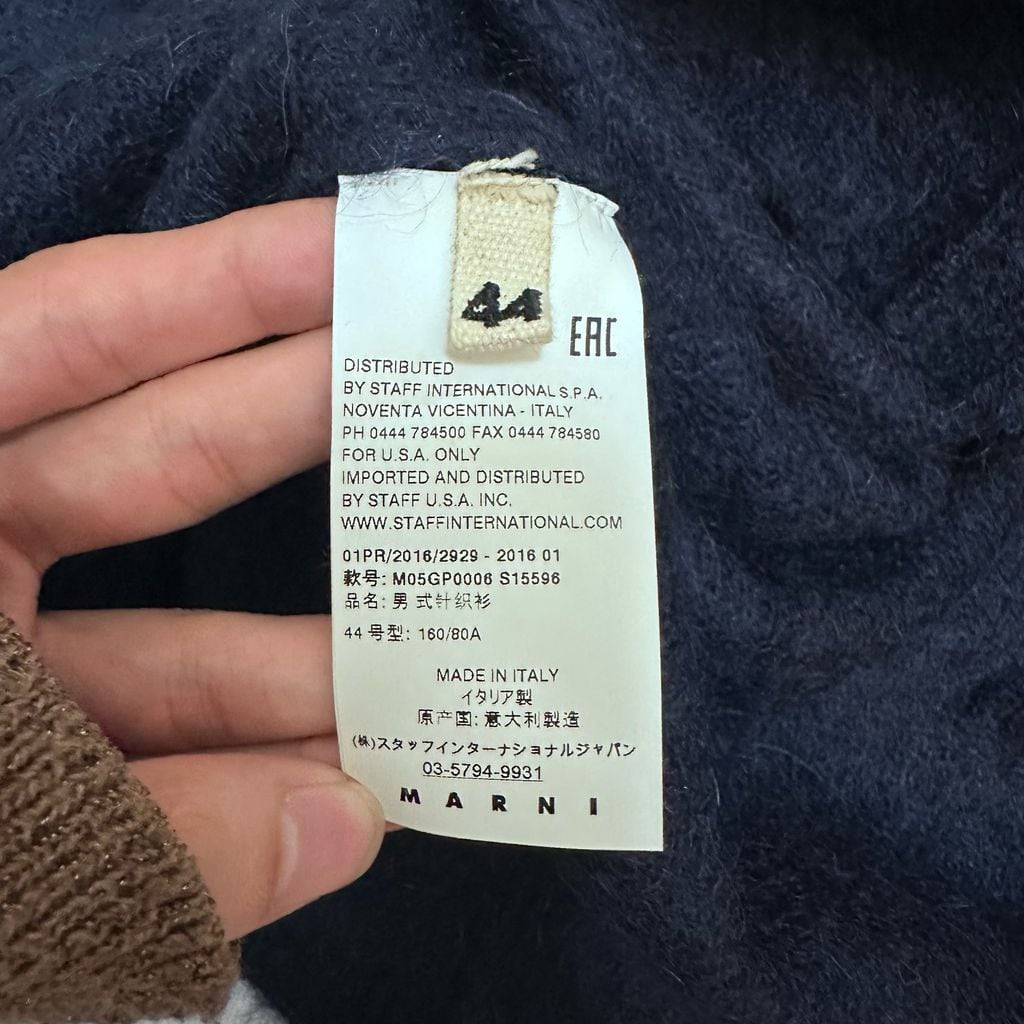 44
EAC
DISTRIBUTED
BY STAFF INTERNATIONAL S.P.A.
NOVENTA VICENTINA - ITALY
PH 0444 784500 FAX 0444 784580
FOR U.S.A. ONLY
IMPORTED AND DISTRIBUTED
BY STAFF U.S.A. INC.
WWW.STAFFINTERNATIONAL.COM
01PR/2016/2929 - 2016 01
款号: M05GP0006 S15596
品名: 男式针织衫
44 号型: 160/80A
MADE IN ITALY
イタリア製
原产国: 意大利製造
(株)スタッフインターナショナルジャパン
03-5794-9931
MARNI